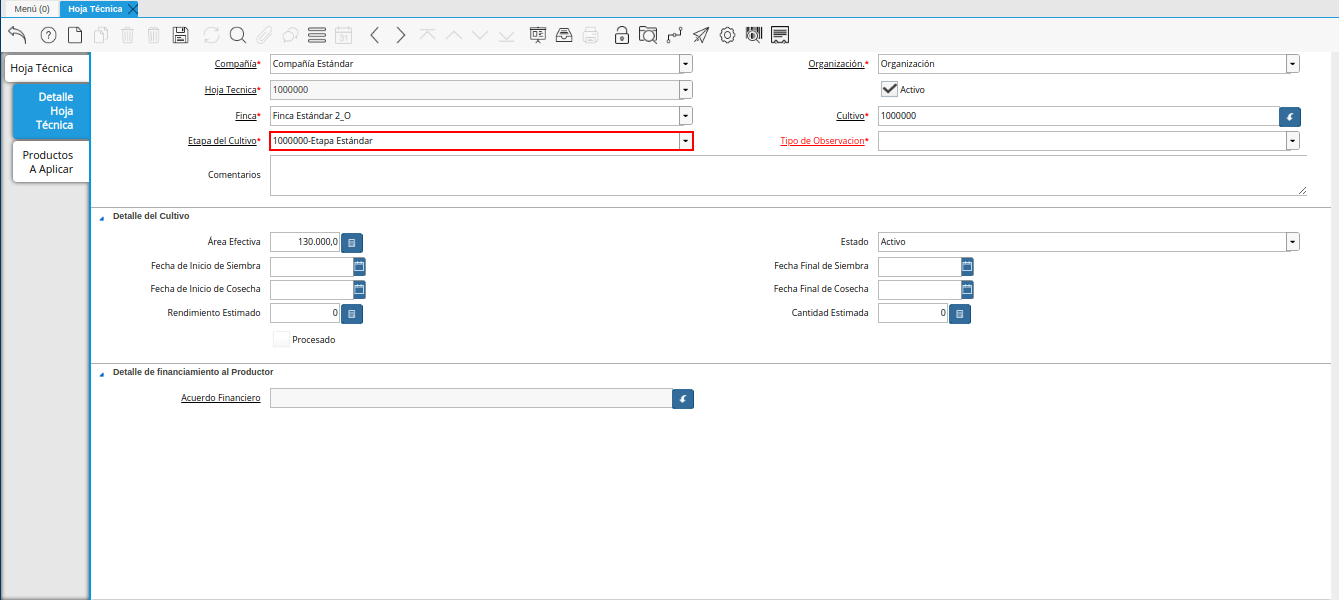 Menú (0) Hoja Técnica
31
Hoja Técnica
Detalle
Hoja
Técnica
Productos
A Aplicar
Compañía* Compañía Estándar Organización.* Organización
Hoja Tecnica* 1000000 Activo
Finca* Finca Estándar 2_O Cultivo* 1000000
Etapa del Cultivo* 1000000-Etapa Estándar Tipo de Observacion*
Comentarios
Detalle del Cultivo
Área Efectiva 130.000,0 Estado Activo
Fecha de Inicio de Siembra Fecha Final de Siembra
Fecha de Inicio de Cosecha Fecha Final de Cosecha
Rendimiento Estimado 0 Cantidad Estimada 0
Procesado
Detalle de financiamiento al Productor
Acuerdo Financiero